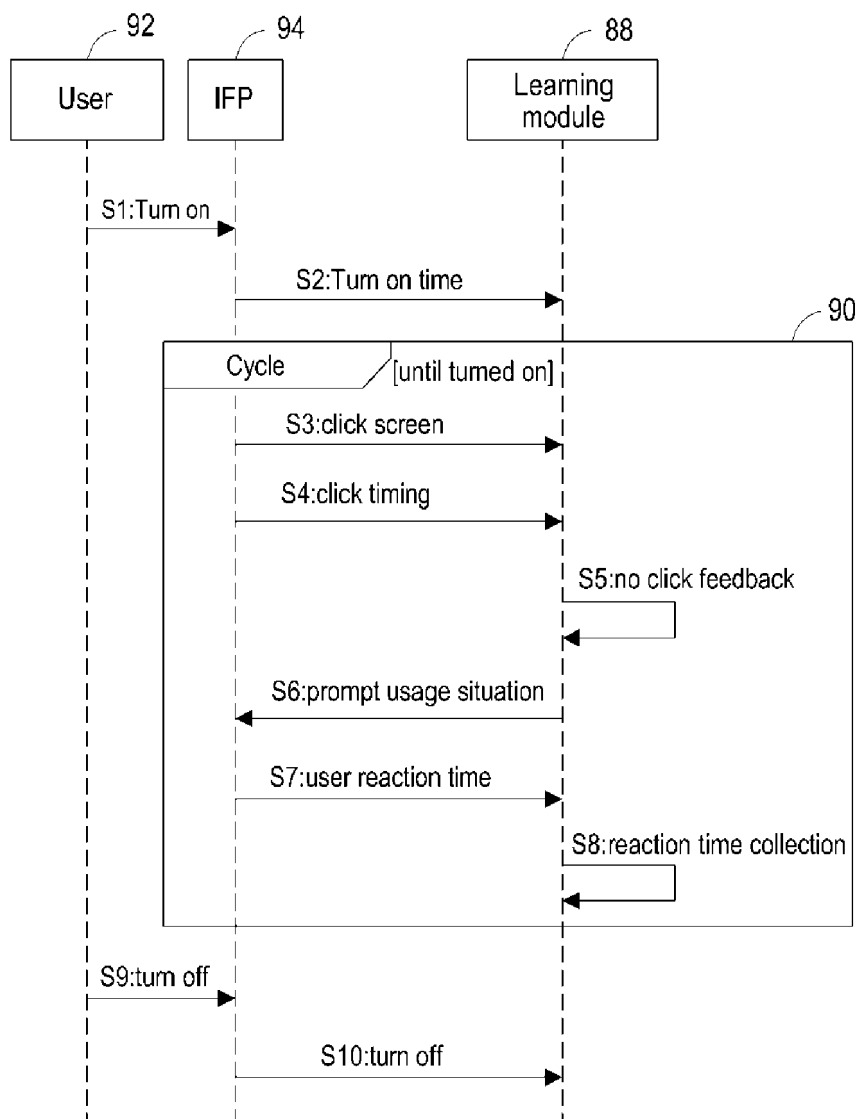 92
94
88
User
IFP
Learning
module
S1:Turn on
S2:Turn on time
90
Cycle
[until turned on]
S3:click screen
S4:click timing
S5:no click feedback
S6:prompt usage situation
S7:user reaction time
S8:reaction time collection
S9:turn off
S10:turn off